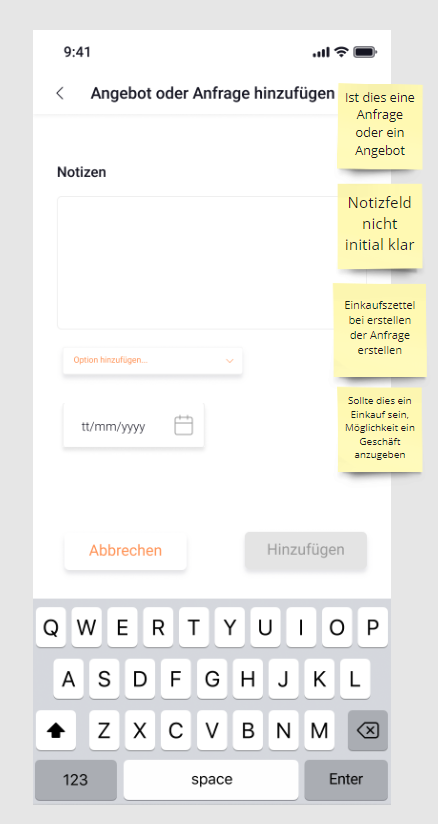 9:41
Angebot oder Anfrage hinzufügen
Ist dies eine
Anfrage
oder ein
Angebot
Notizen
Notizfeld
nicht
initial klar
Einkaufszettel
bei erstellen
der Anfrage
erstellen
Option hinzufügen...
Sollte dies ein
Einkauf sein,
Möglichkeit ein
Geschäft
anzugeben
tt/mm/yyyy
Abbrechen
Hinzufügen
Q W E R T Y U I O P
A S D F G H J K L
Z X C V B N M
123 space Enter